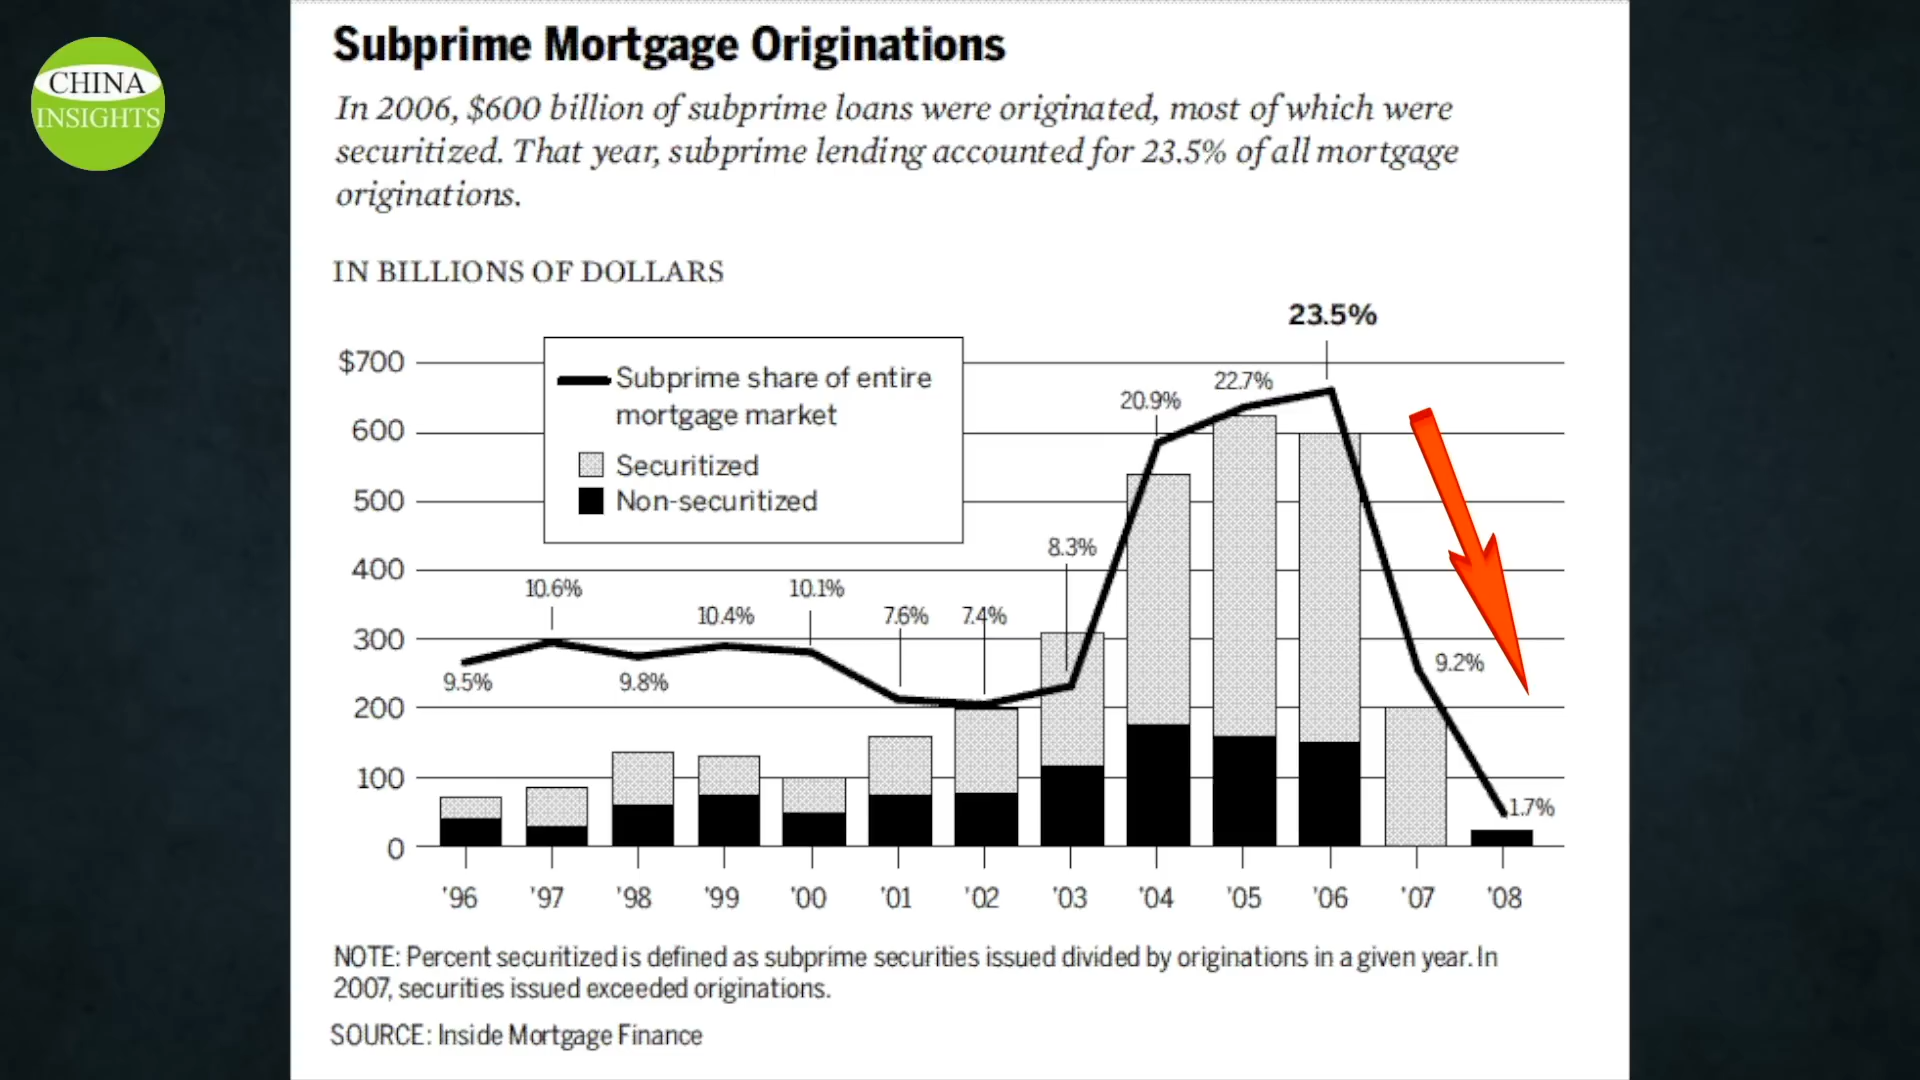 CHINA
INSIGHTS
Subprime Mortgage Originations
In 2006, $600 billion of subprime loans were originated, most of which were
securitized. That year, subprime lending accounted for 23.5% of all mortgage
originations.
IN BILLIONS OF DOLLARS
23.5%
$700
600
500
400
300
200
100
0
Subprime share of entire
mortgage market
Securitized
Non-securitized
9.5%
10.6%
9.8%
10.4%
10.1%
7.6%
7.4%
8.3%
20.9%
22.7%
9.2%
1.7%
'96 '97 '98 '99 '00 '01 '02 '03 '04 '05 '06 '07 '08
NOTE: Percent securitized is defined as subprime securities issued divided by originations in a given year. In
2007, securities issued exceeded originations.
SOURCE: Inside Mortgage Finance